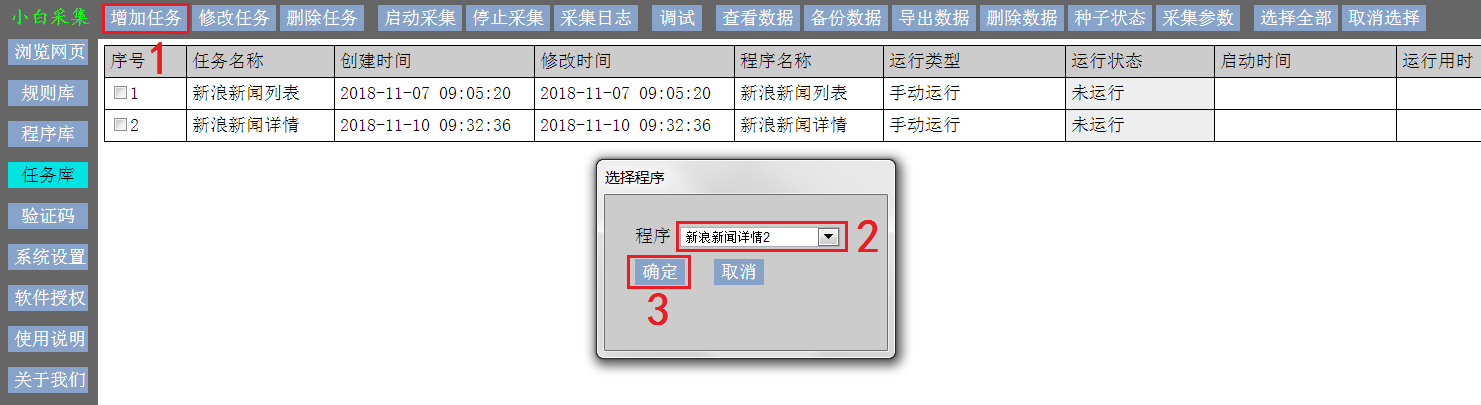 小白采集 增加任务 修改任务 删除任务 启动采集 停止采集 采集日志 调试 查看数据 备份数据 导出数据 删除数据 种子状态 采集参数 选择全部 取消选择
浏览网页
规则库
程序库
任务库
验证码
系统设置
软件授权
使用说明
关于我们
序号 1 任务名称 创建时间 修改时间 程序名称 运行类型 运行状态 启动时间 运行用时
1 新浪新闻列表 2018-11-07 09:05:20 2018-11-07 09:05:20 新浪新闻列表 手动运行 未运行
2 新浪新闻详情 2018-11-10 09:32:36 2018-11-10 09:32:36 新浪新闻详情 手动运行 未运行
选择程序
程序 新浪新闻详情2 2
确定 取消
3